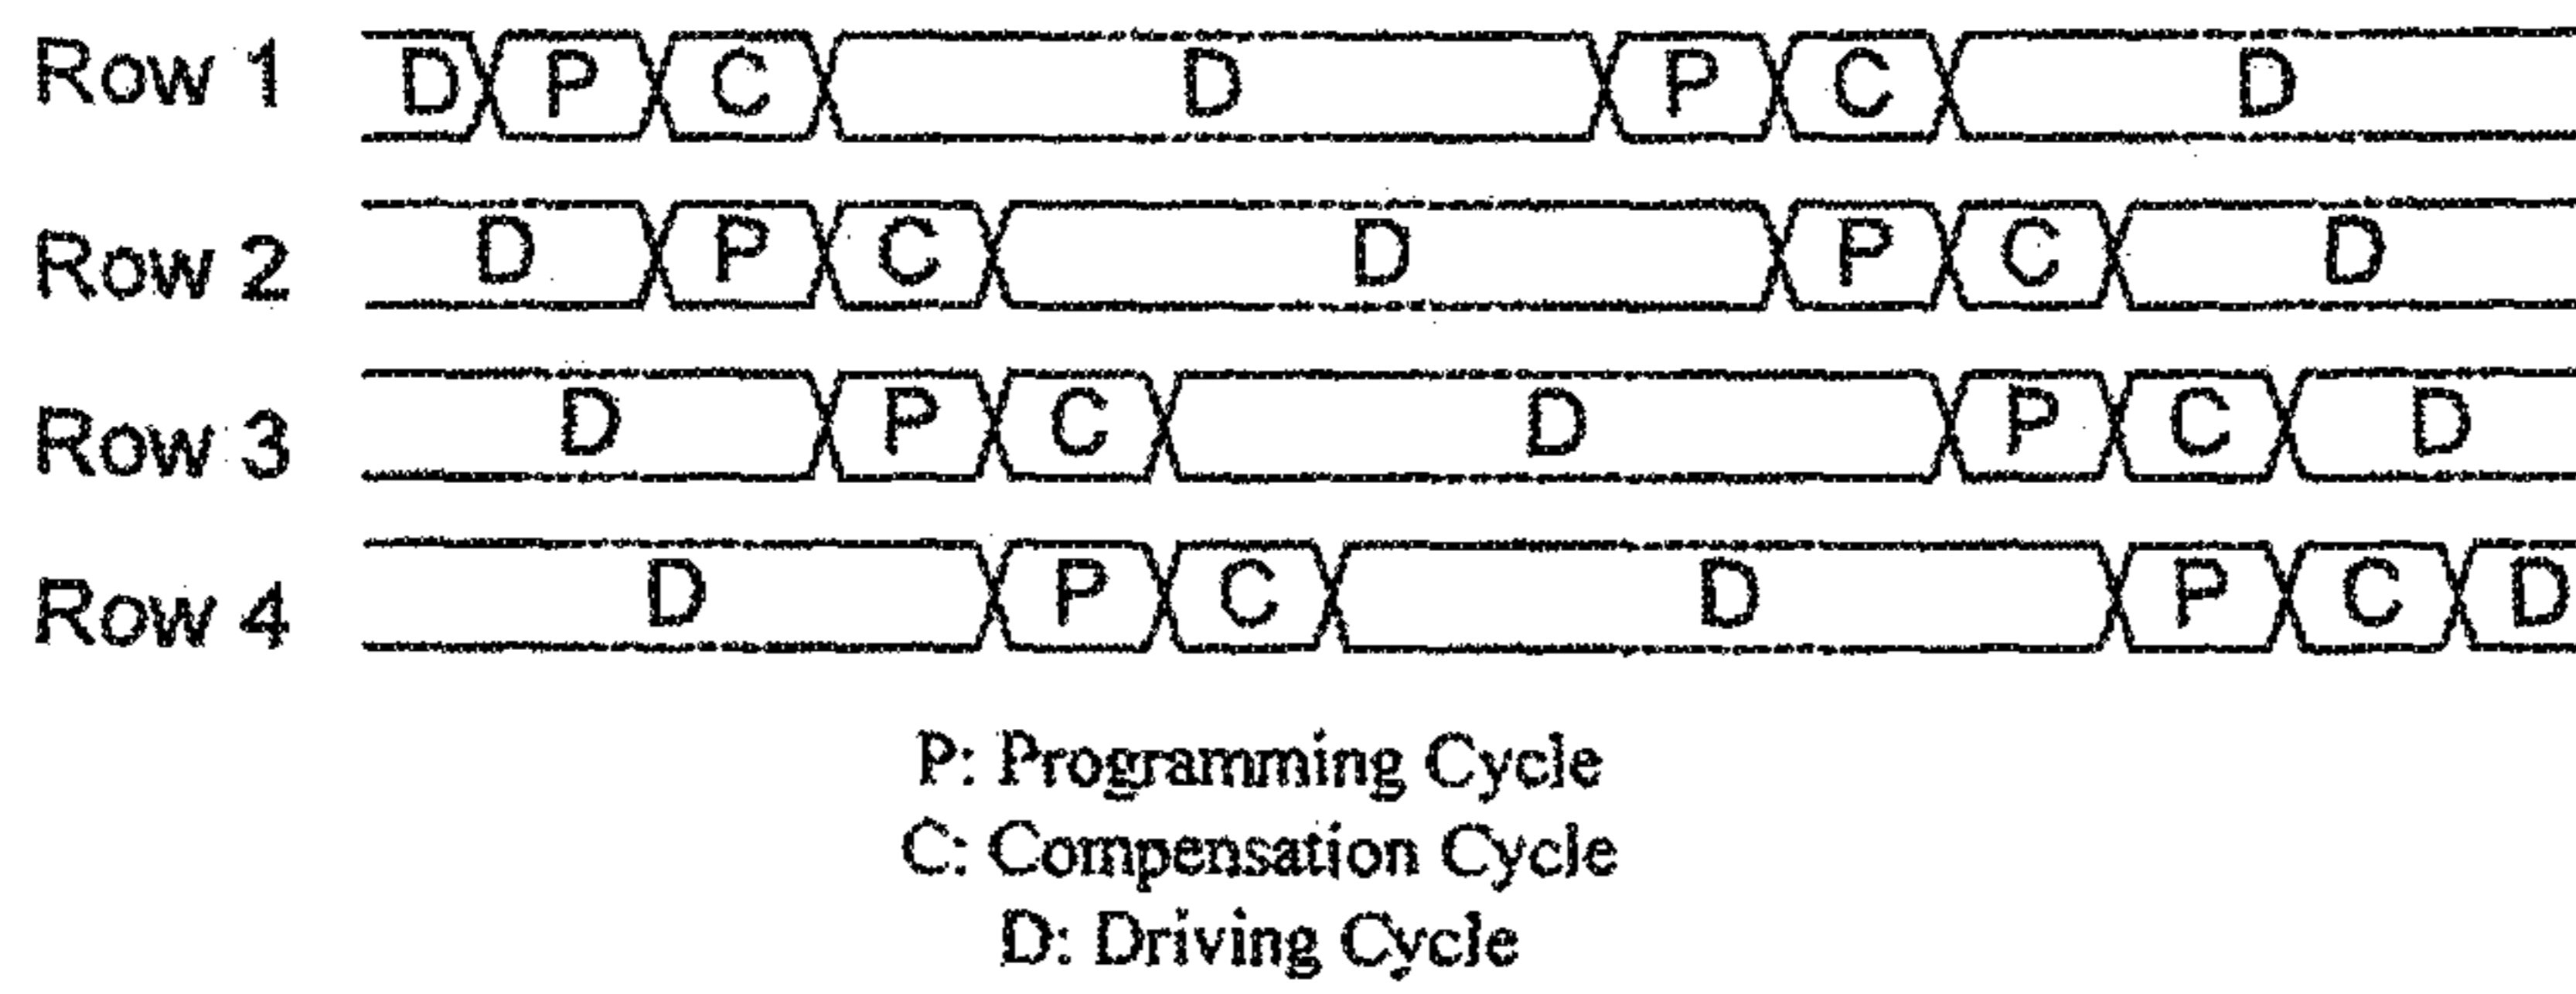 Row 1 D P C D P C D
Row 2 D P C D P C D
Row 3 D P C D P C D
Row 4 D P C D P C D
P: Programming Cycle
C: Compensation Cycle
D: Driving Cycle